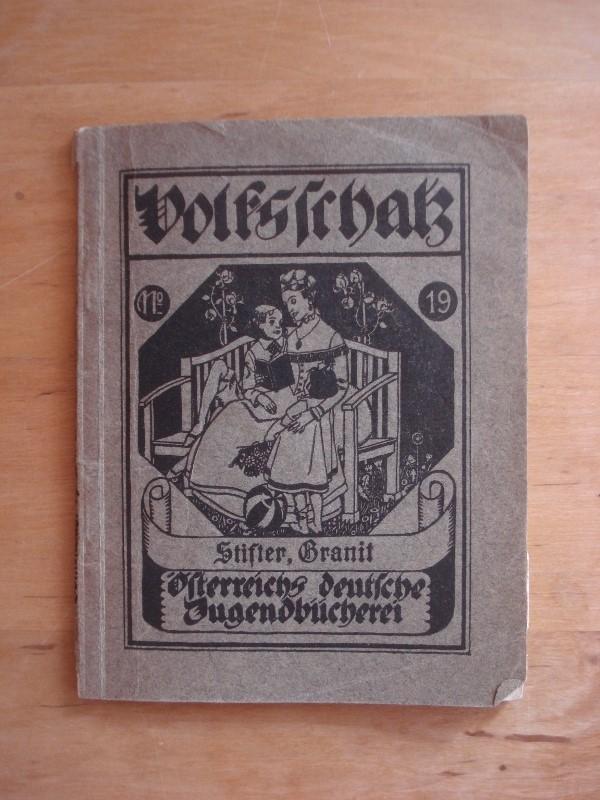 Volksschatz
No 19
Stifter, Granit
Österreichs deutsche
Jugendbücherei